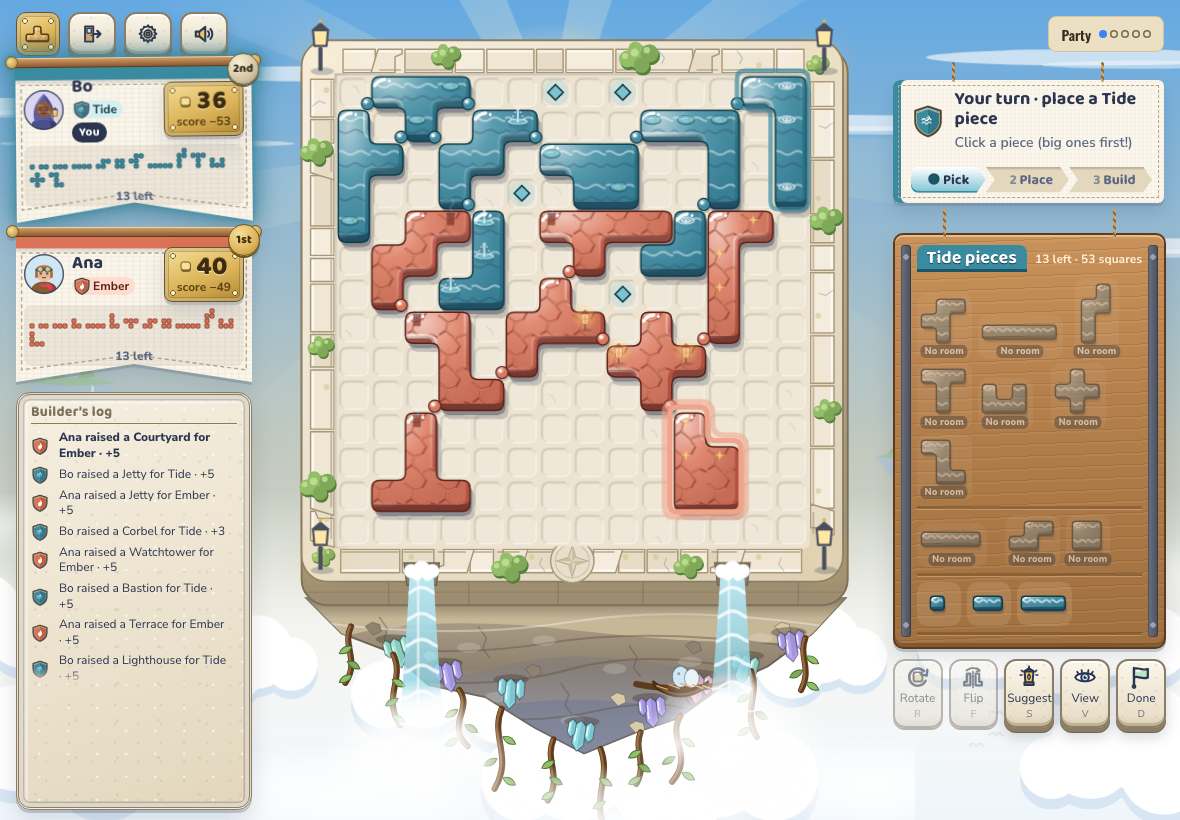 Party
2nd
Bo
Tide
You
36
score −53
13 left
1st
Ana
Ember
40
score −49
13 left
Builder's log
Ana raised a Courtyard for
Ember · +5
Bo raised a Jetty for Tide · +5
Ana raised a Jetty for Ember ·
+5
Bo raised a Corbel for Tide · +3
Ana raised a Watchtower for
Ember · +5
Bo raised a Bastion for Tide ·
+5
Ana raised a Terrace for Ember
· +5
Bo raised a Lighthouse for Tide
· +5
Your turn · place a Tide
piece
Click a piece (big ones first!)
Pick
2 Place
3 Build
Tide pieces
13 left · 53 squares
No room
No room
No room
No room
No room
No room
No room
No room
No room
No room
Rotate
R
Flip
F
Suggest
S
View
V
Done
D